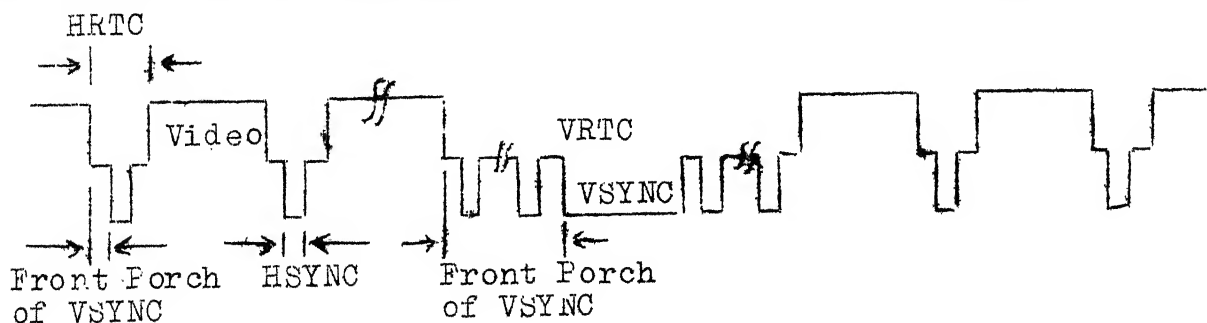 HRTC
Video
VRTC
VSYNC
Front Porch
of VSYNC
HSYNC
Front Porch
of VSYNC